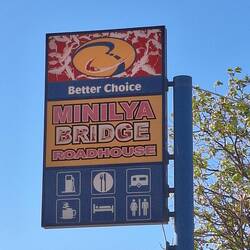 Better Choice
MINILYA
BRIDGE
ROADHOUSE